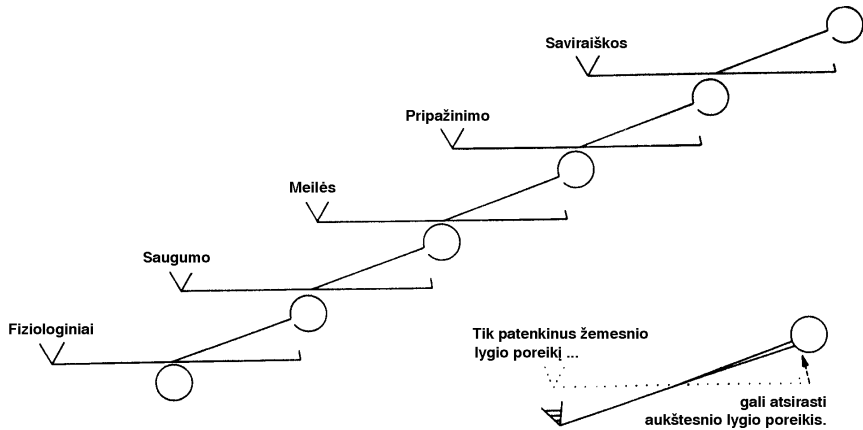 Saviraiškos
Pripažinimo
Meilės
Saugumo
Fiziologiniai
Tik patenkinus žemesnio
lygio poreikį ...
gali atsirasti
aukštesnio lygio poreikis.